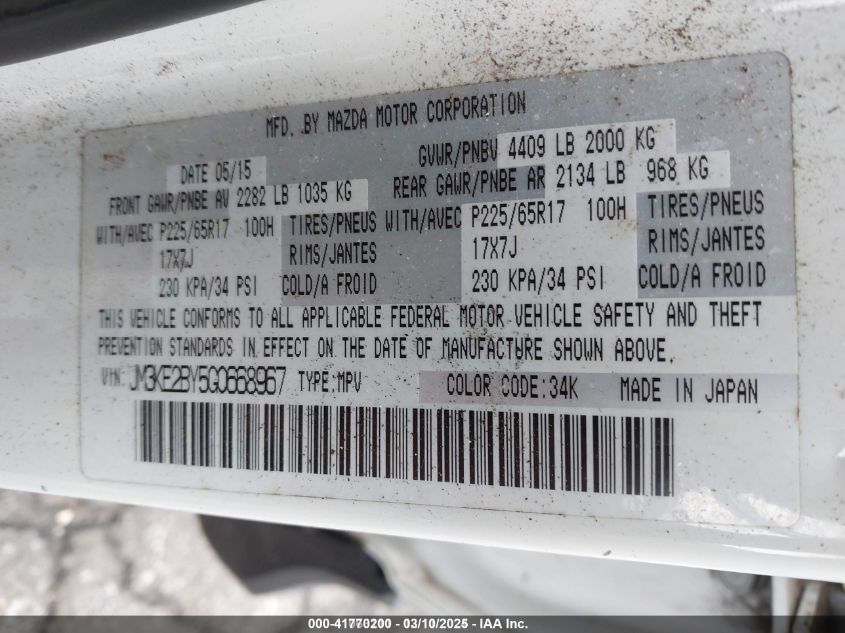 MFD. BY MAZDA MOTOR CORPORATION
DATE 05/15 GVWR/PNBV 4409 LB 2000 KG
FRONT GAWR/PNBE AV 2282 LB 1035 KG REAR GAWR/PNBE AR 2134 LB 968 KG
WITH/AVEC P225/65R17 100H TIRES/PNEUS WITH/AVEC P225/65R17 100H TIRES/PNEUS
17X7J RIMS/JANTES 17X7J RIMS/JANTES
230 KPA/34 PSI COLD/A FROID 230 KPA/34 PSI COLD/A FROID
THIS VEHICLE CONFORMS TO ALL APPLICABLE FEDERAL MOTOR VEHICLE SAFETY AND THEFT
PREVENTION STANDARDS IN EFFECT ON THE DATE OF MANUFACTURE SHOWN ABOVE.
VIN: JM3KE2BY5G0668967 TYPE:MPV COLOR CODE:34K MADE IN JAPAN
000-41770200 — 03/10/2025 — IAA Inc.